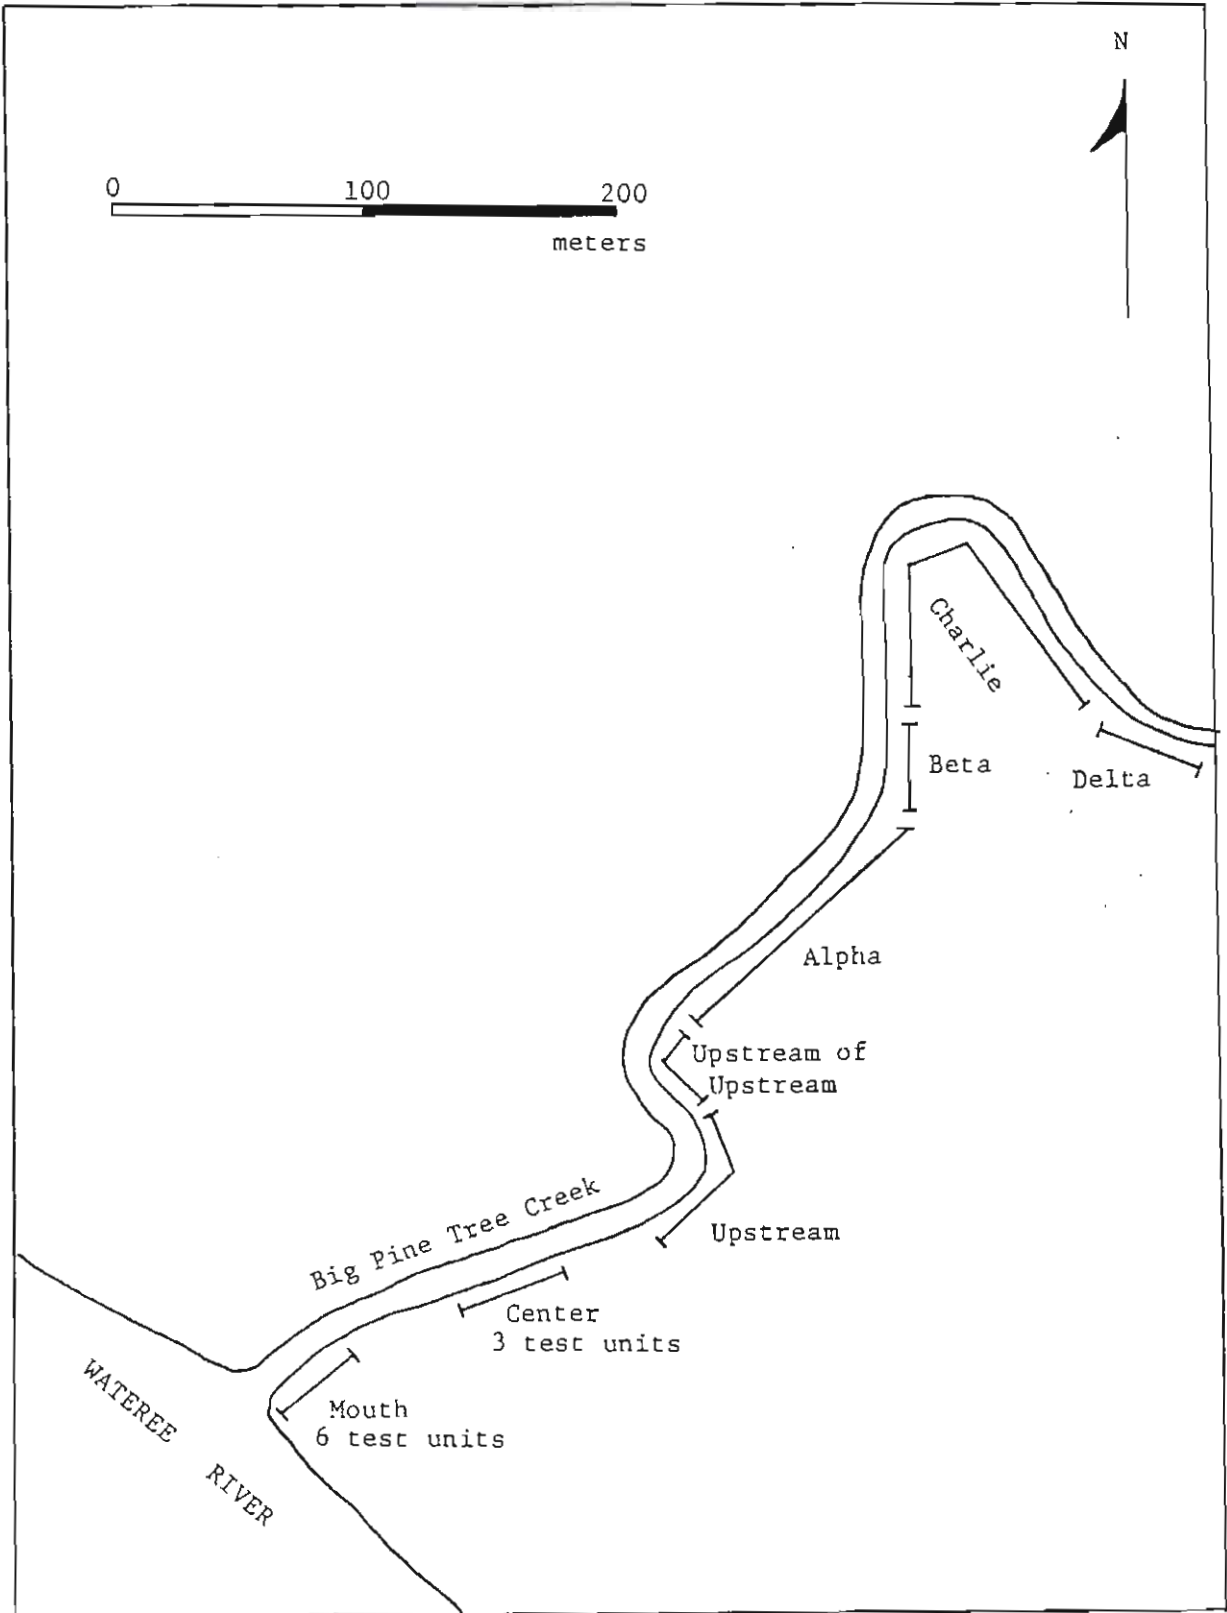 N
0 100 200
meters
Charlie
Beta
Delta
Alpha
Upstream of
Upstream
Big Pine Tree Creek
Upstream
Center
3 test units
Mouth
6 test units
WATEREE RIVER